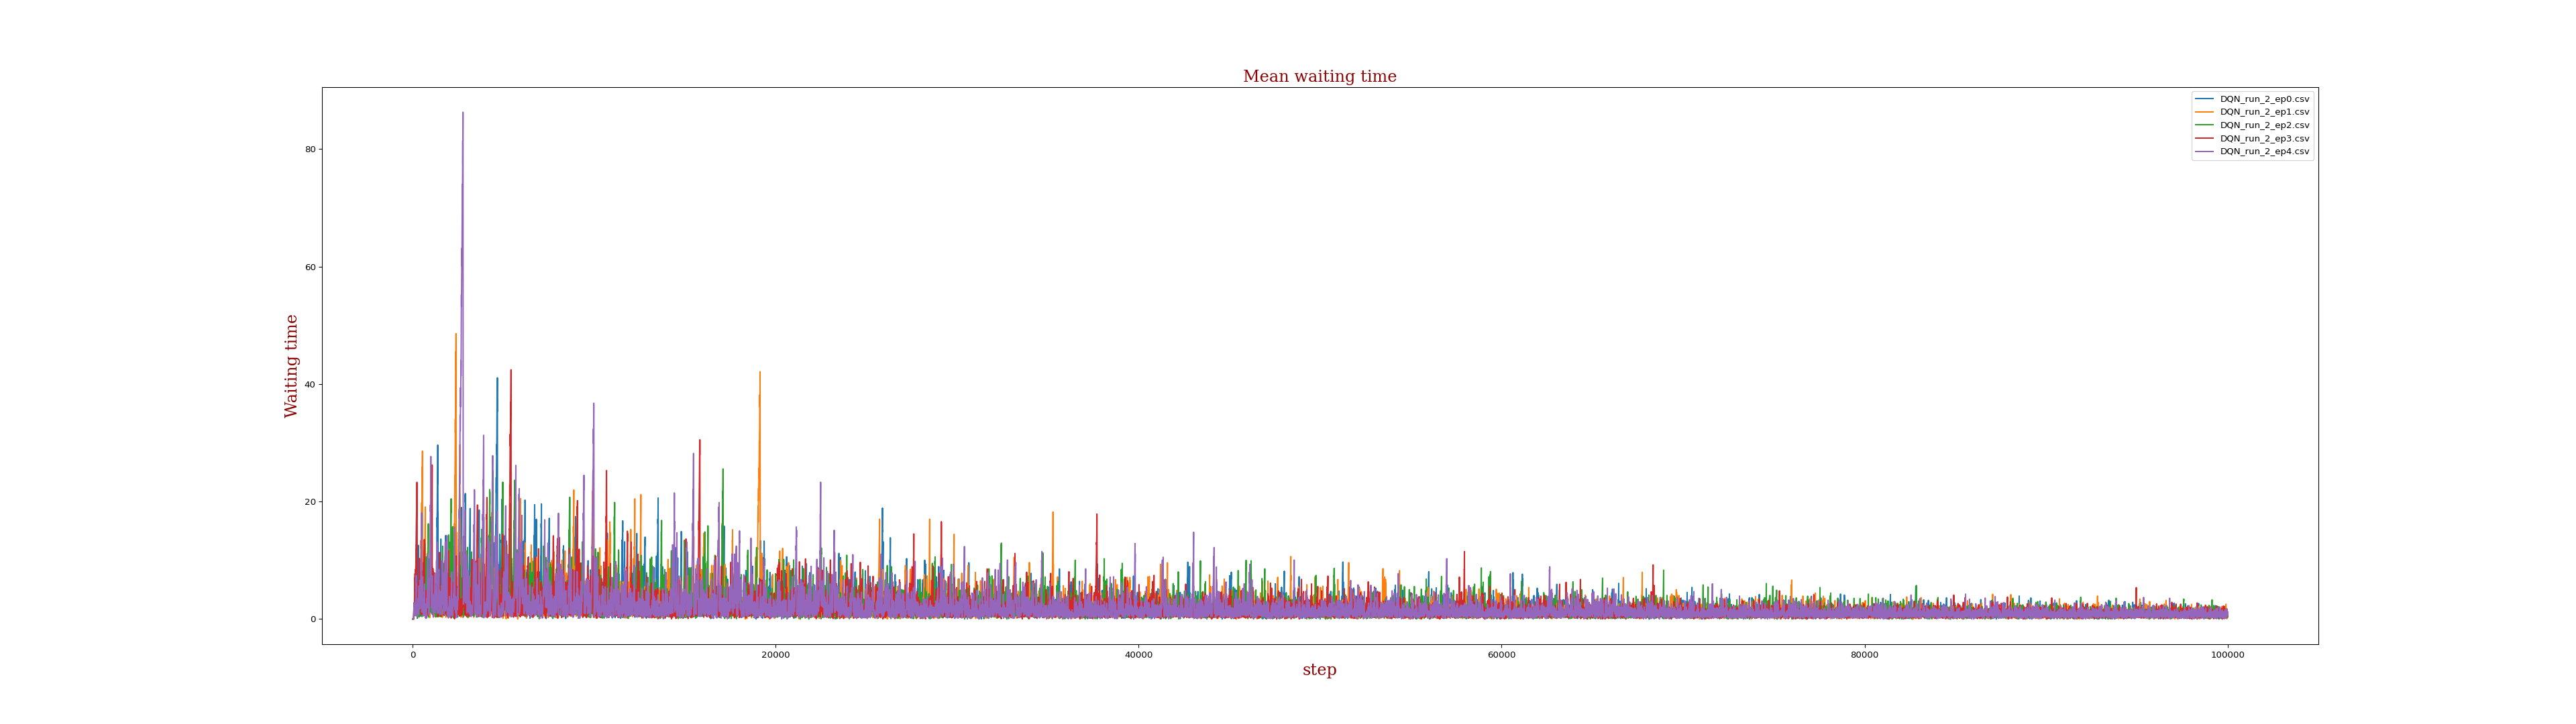 Mean waiting time
DQN_run_2_ep0.csv
DQN_run_2_ep1.csv
DQN_run_2_ep2.csv
DQN_run_2_ep3.csv
DQN_run_2_ep4.csv
Waiting time
80
60
40
20
0
0 20000 40000 60000 80000 100000
step